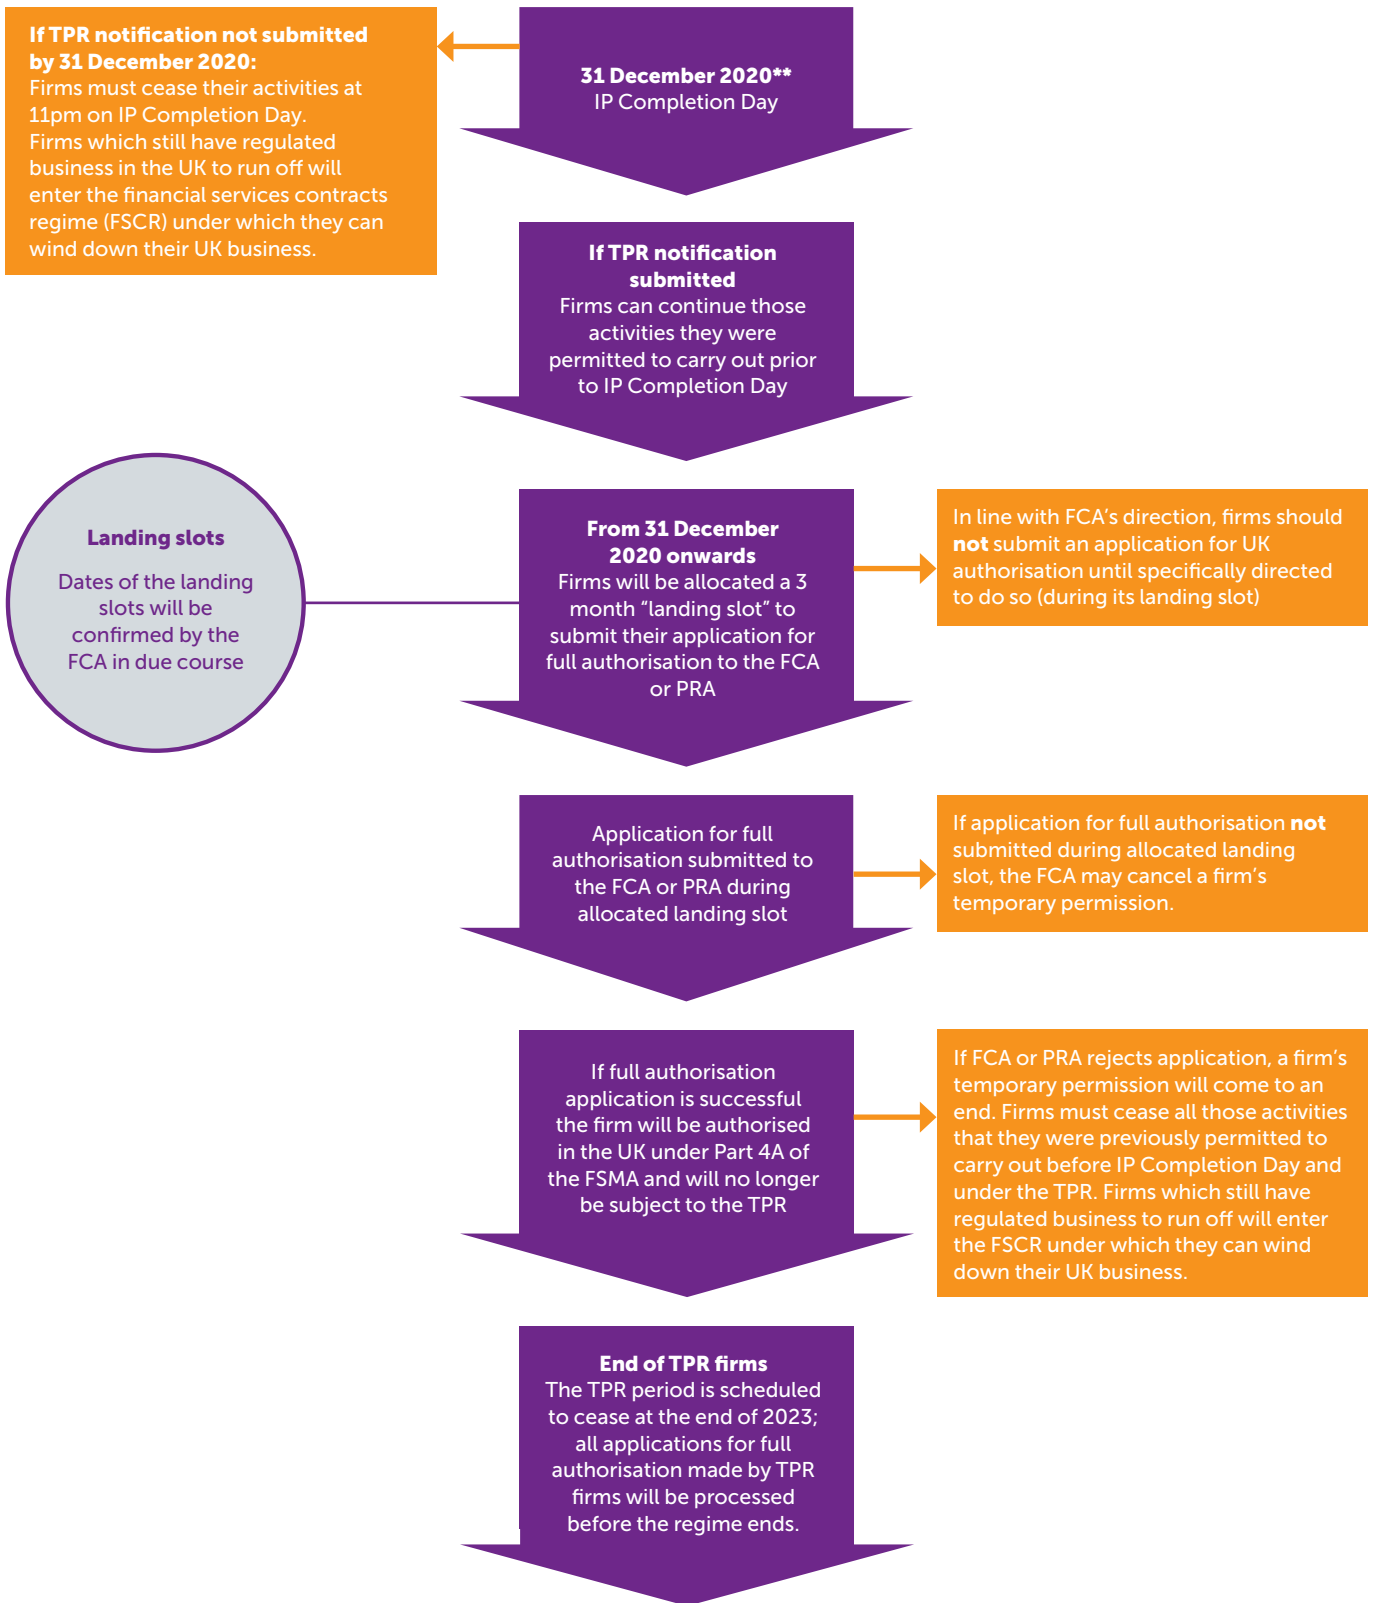 If TPR notification not submitted
by 31 December 2020:
Firms must cease their activities at
11pm on IP Completion Day.
Firms which still have regulated
business in the UK to run off will
enter the financial services contracts
regime (FSCR) under which they can
wind down their UK business.
31 December 2020**
IP Completion Day
If TPR notification
submitted
Firms can continue those
activities they were
permitted to carry out prior
to IP Completion Day
Landing slots
Dates of the landing
slots will be
confirmed by the
FCA in due course
From 31 December
2020 onwards
Firms will be allocated a 3
month “landing slot” to
submit their application for
full authorisation to the FCA
or PRA
In line with FCA’s direction, firms should
not submit an application for UK
authorisation until specifically directed
to do so (during its landing slot)
Application for full
authorisation submitted to
the FCA or PRA during
allocated landing slot
If application for full authorisation not
submitted during allocated landing
slot, the FCA may cancel a firm’s
temporary permission.
If full authorisation
application is successful
the firm will be authorised
in the UK under Part 4A of
the FSMA and will no longer
be subject to the TPR
If FCA or PRA rejects application, a firm’s
temporary permission will come to an
end. Firms must cease all those activities
that they were previously permitted to
carry out before IP Completion Day and
under the TPR. Firms which still have
regulated business to run off will enter
the FSCR under which they can wind
down their UK business.
End of TPR firms
The TPR period is scheduled
to cease at the end of 2023;
all applications for full
authorisation made by TPR
firms will be processed
before the regime ends.